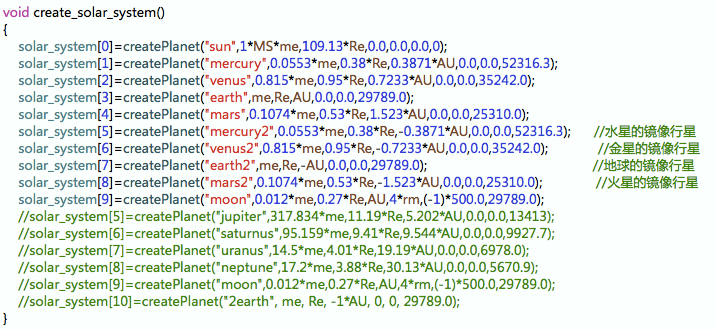 void create_solar_system()
{
solar_system[0]=createPlanet("sun",1*MS*me,109.13*Re,0.0,0.0,0.0,0);
solar_system[1]=createPlanet("mercury",0.0553*me,0.38*Re,0.3871*AU,0.0,0.0,52316.3);
solar_system[2]=createPlanet("venus",0.815*me,0.95*Re,0.7233*AU,0.0,0.0,35242.0);
solar_system[3]=createPlanet("earth",me,Re,AU,0.0,0.0,29789.0);
solar_system[4]=createPlanet("mars",0.1074*me,0.53*Re,1.523*AU,0.0,0.0,25310.0);
solar_system[5]=createPlanet("mercury2",0.0553*me,0.38*Re,-0.3871*AU,0.0,0.0,52316.3); //水星的镜像行星
solar_system[6]=createPlanet("venus2",0.815*me,0.95*Re,-0.7233*AU,0.0,0.0,35242.0); //金星的镜像行星
solar_system[7]=createPlanet("earth2",me,Re,-AU,0.0,0.0,29789.0); //地球的镜像行星
solar_system[8]=createPlanet("mars2",0.1074*me,0.53*Re,-1.523*AU,0.0,0.0,25310.0); //火星的镜像行星
solar_system[9]=createPlanet("moon",0.012*me,0.27*Re,AU,4*rm,(-1)*500.0,29789.0);
//solar_system[5]=createPlanet("jupiter",317.834*me,11.19*Re,5.202*AU,0.0,0.0,13413);
//solar_system[6]=createPlanet("saturnus",95.159*me,9.41*Re,9.544*AU,0.0,0.0,9927.7);
//solar_system[7]=createPlanet("uranus",14.5*me,4.01*Re,19.19*AU,0.0,0.0,6978.0);
//solar_system[8]=createPlanet("neptune",17.2*me,3.88*Re,30.13*AU,0.0,0.0,5670.9);
//solar_system[9]=createPlanet("moon",0.012*me,0.27*Re,AU,4*rm,(-1)*500.0,29789.0);
//solar_system[10]=createPlanet("2earth", me, Re, -1*AU, 0, 0, 29789.0);
}